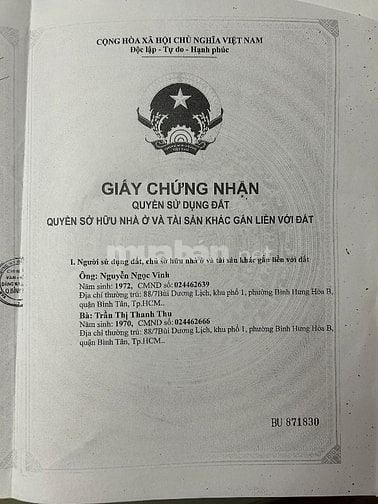 CỘNG HÒA XÃ HỘI CHỦ NGHĨA VIỆT NAM
Độc lập - Tự do - Hạnh phúc
GIẤY CHỨNG NHẬN
QUYỀN SỬ DỤNG ĐẤT
QUYỀN SỞ HỮU NHÀ Ở VÀ TÀI SẢN KHÁC GẮN LIỀN VỚI ĐẤT
muaban.net
I. Người sử dụng đất, chủ sở hữu nhà ở và tài sản khác gắn liền với đất
Ông: Nguyễn Ngọc Vinh
Năm sinh: 1972, CMND số: 024462639
Địa chỉ thường trú: 88/7Bùi Dương Lịch, khu phố 1, phường Bình Hưng Hòa B,
quận Bình Tân, Tp.HCM..
Bà: Trần Thị Thanh Thu
Năm sinh: 1970, CMND số: 024462666
Địa chỉ thường trú: 88/7Bùi Dương Lịch, khu phố 1, phường Bình Hưng Hòa B,
quận Bình Tân, Tp.HCM..
BU 871830